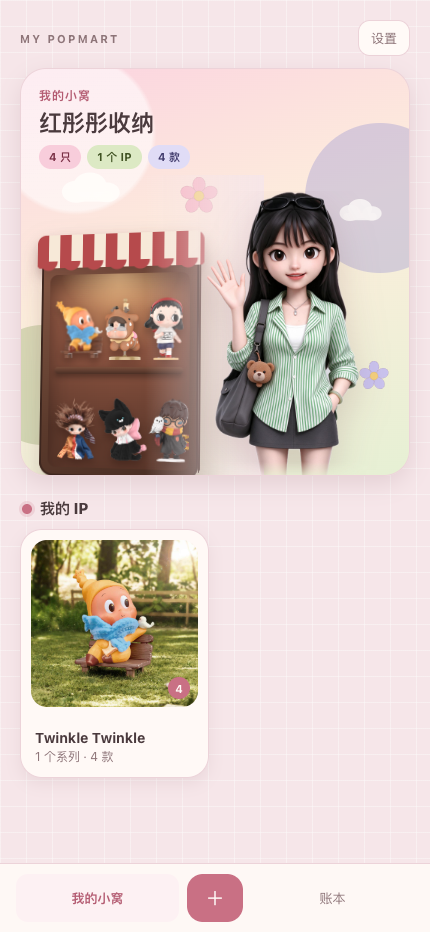 MY POPMART
设置
我的小窝
红彤彤收纳
4 只
1 个 IP
4 款
我的 IP
4
Twinkle Twinkle
1 个系列 · 4 款
我的小窝
+
账本